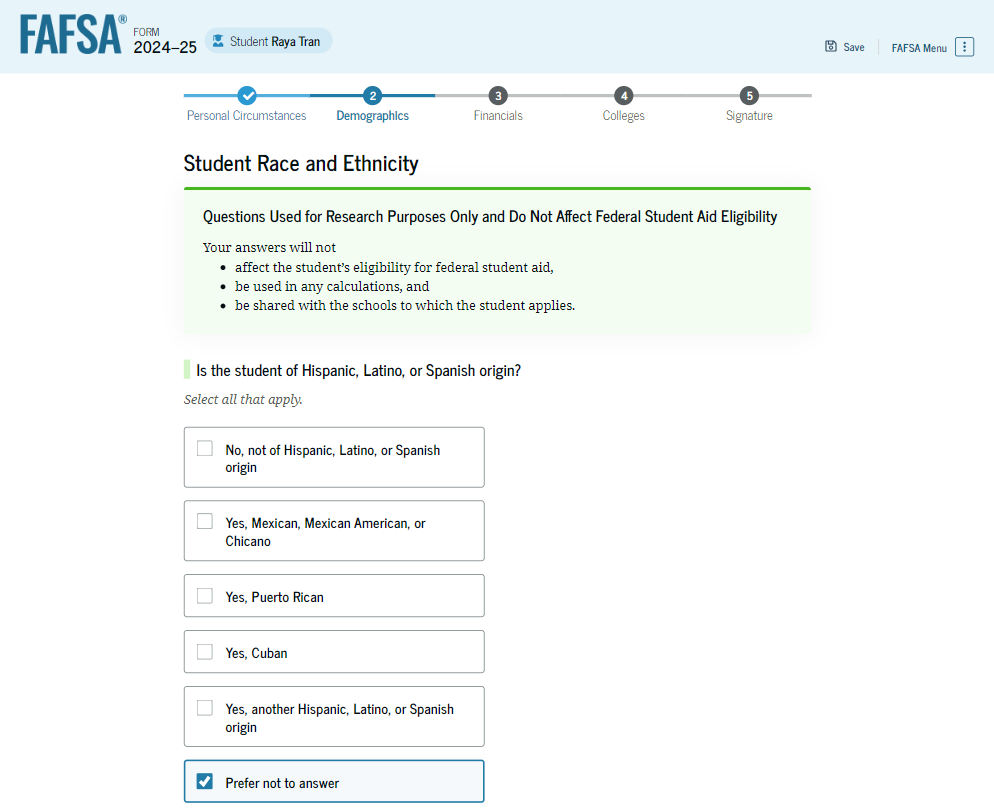 FAFSA®
FORM
2024–25
Student Raya Tran
Save
FAFSA Menu
2
3
4
5
Personal Circumstances
Demographics
Financials
Colleges
Signature
Student Race and Ethnicity
Questions Used for Research Purposes Only and Do Not Affect Federal Student Aid Eligibility
Your answers will not
• affect the student’s eligibility for federal student aid,
• be used in any calculations, and
• be shared with the schools to which the student applies.
Is the student of Hispanic, Latino, or Spanish origin?
Select all that apply.
No, not of Hispanic, Latino, or Spanish
origin
Yes, Mexican, Mexican American, or
Chicano
Yes, Puerto Rican
Yes, Cuban
Yes, another Hispanic, Latino, or Spanish
origin
Prefer not to answer